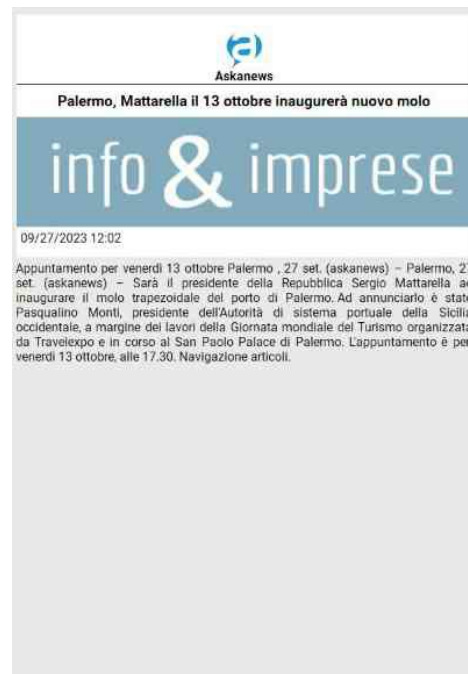 Askanews
Palermo, Mattarella il 13 ottobre inaugurerà nuovo molo
info & imprese
09/27/2023 12:02
Appuntamento per venerdì 13 ottobre Palermo , 27 set. (askanews) – Palermo, 27
set. (askanews) – Sarà il presidente della Repubblica Sergio Mattarella ad
inaugurare il molo trapezoidale del porto di Palermo. Ad annunciarlo è stato
Pasqualino Monti, presidente dell'Autorità di sistema portuale della Sicilia
occidentale, a margine dei lavori della Giornata mondiale del Turismo organizzata
da Travelexpo e in corso al San Paolo Palace di Palermo. L'appuntamento è per
venerdì 13 ottobre, alle 17.30. Navigazione articoli.